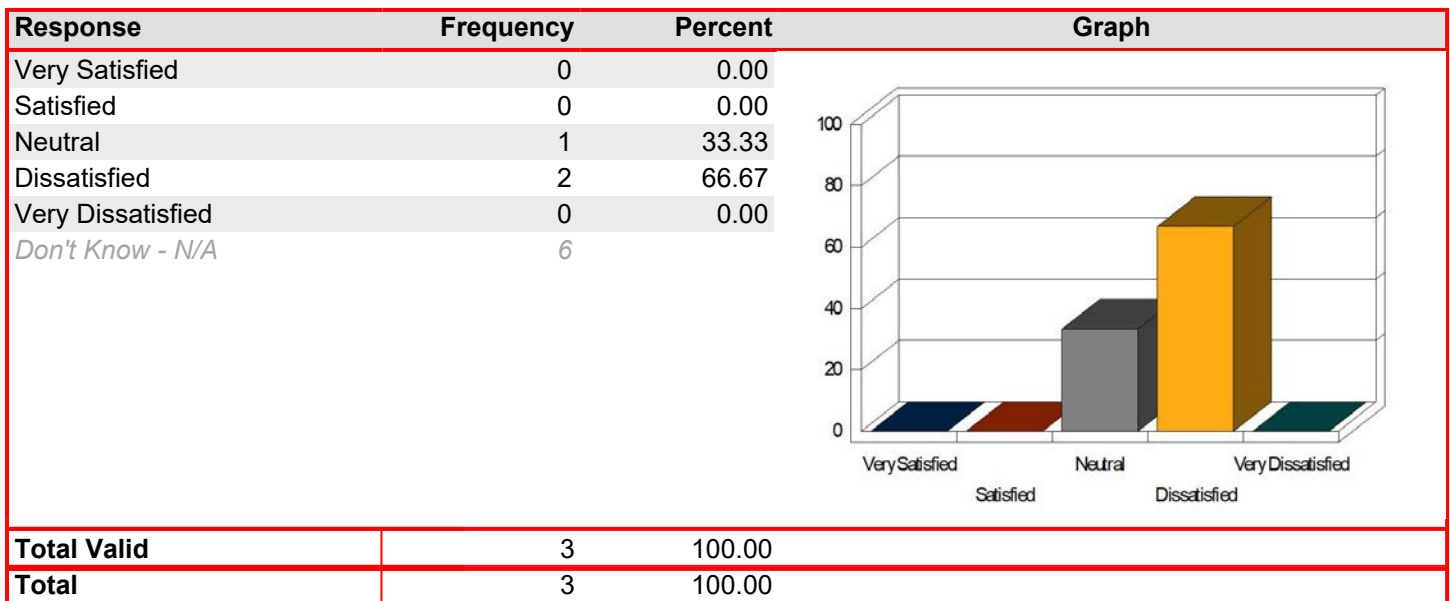 Response Frequency Percent Graph
Very Satisfied 0 0.00
Satisfied 0 0.00
Neutral 1 33.33
Dissatisfied 2 66.67
Very Dissatisfied 0 0.00
Don't Know - N/A 6
100
80
60
40
20
0
Very Satisfied Neutral Very Dissatisfied
Satisfied Dissatisfied
Total Valid 3 100.00
Total 3 100.00